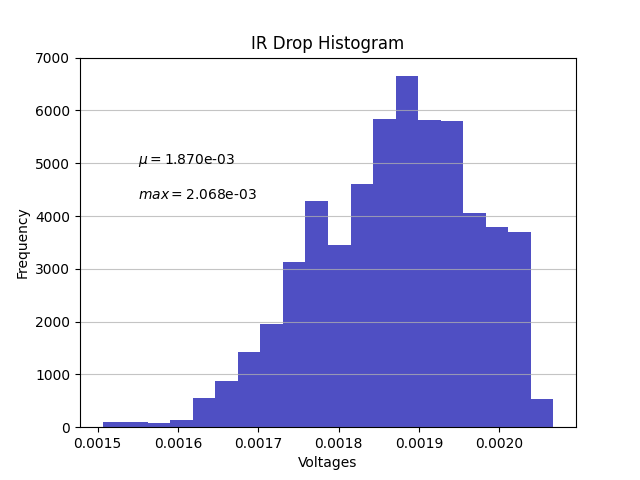 IR Drop Histogram
7000
6000
5000
4000
3000
2000
1000
0
Frequency
μ = 1.870e-03
max = 2.068e-03
0.0015 0.0016 0.0017 0.0018 0.0019 0.0020
Voltages